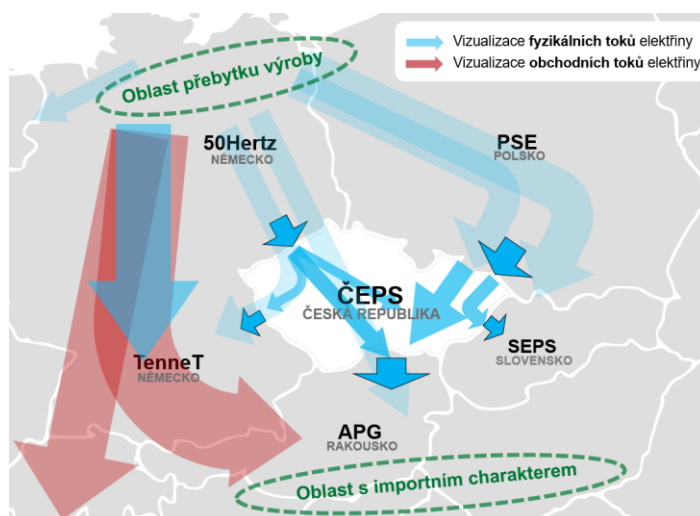 Vizualizace fyzikálních toků elektřiny
Vizualizace obchodních toků elektřiny
Oblast přebytku výroby
50Hertz
NĚMECKO
PSE
POLSKO
ČEPS
ČESKÁ REPUBLIKA
TenneT
NĚMECKO
SEPS
SLOVENSKO
APG
RAKOUSKO
Oblast s importním charakterem